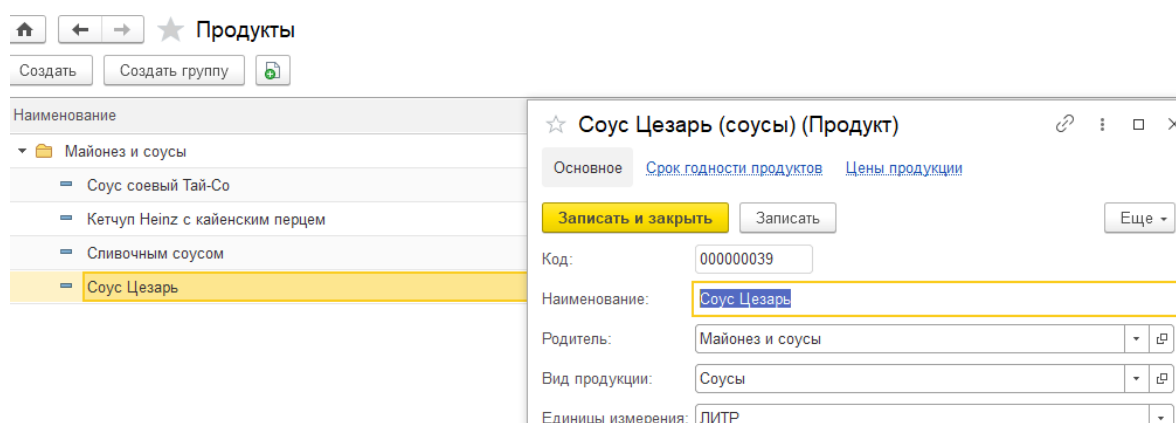 Продукты
Создать
Создать группу
Наименование
Майонез и соусы
Соус соевый Тай-Со
Кетчуп Heinz с кайенским перцем
Сливочным соусом
Соус Цезарь
Соус Цезарь (соусы) (Продукт)
Основное Срок годности продуктов Цены продукции
Записать и закрыть Записать Еще
Код: 000000039
Наименование: Соус Цезарь
Родитель: Майонез и соусы
Вид продукции: Соусы
Единицы измерения: ЛИТР